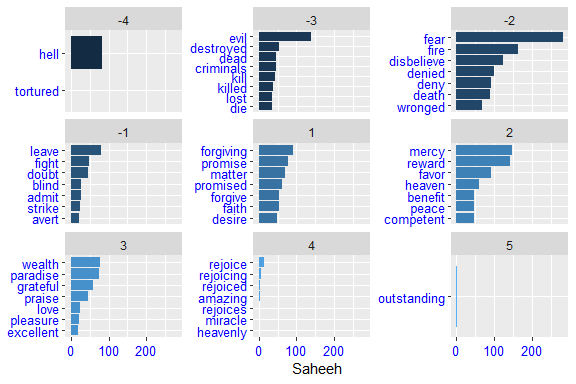 -4
hell
tortured
-3
evil
destroyed
dead
criminals
kill
killed
lost
die
-2
fear
fire
disbelieve
denied
deny
death
wronged
-1
leave
fight
doubt
blind
admit
strike
avert
1
forgiving
promise
matter
promised
forgive
faith
desire
2
mercy
reward
favor
heaven
benefit
peace
competent
3
wealth
paradise
grateful
praise
love
pleasure
excellent
0 100 200
4
rejoice
rejoicing
rejoiced
amazing
rejoices
miracle
heavenly
0 100 200
5
outstanding
0 100 200
Saheeh